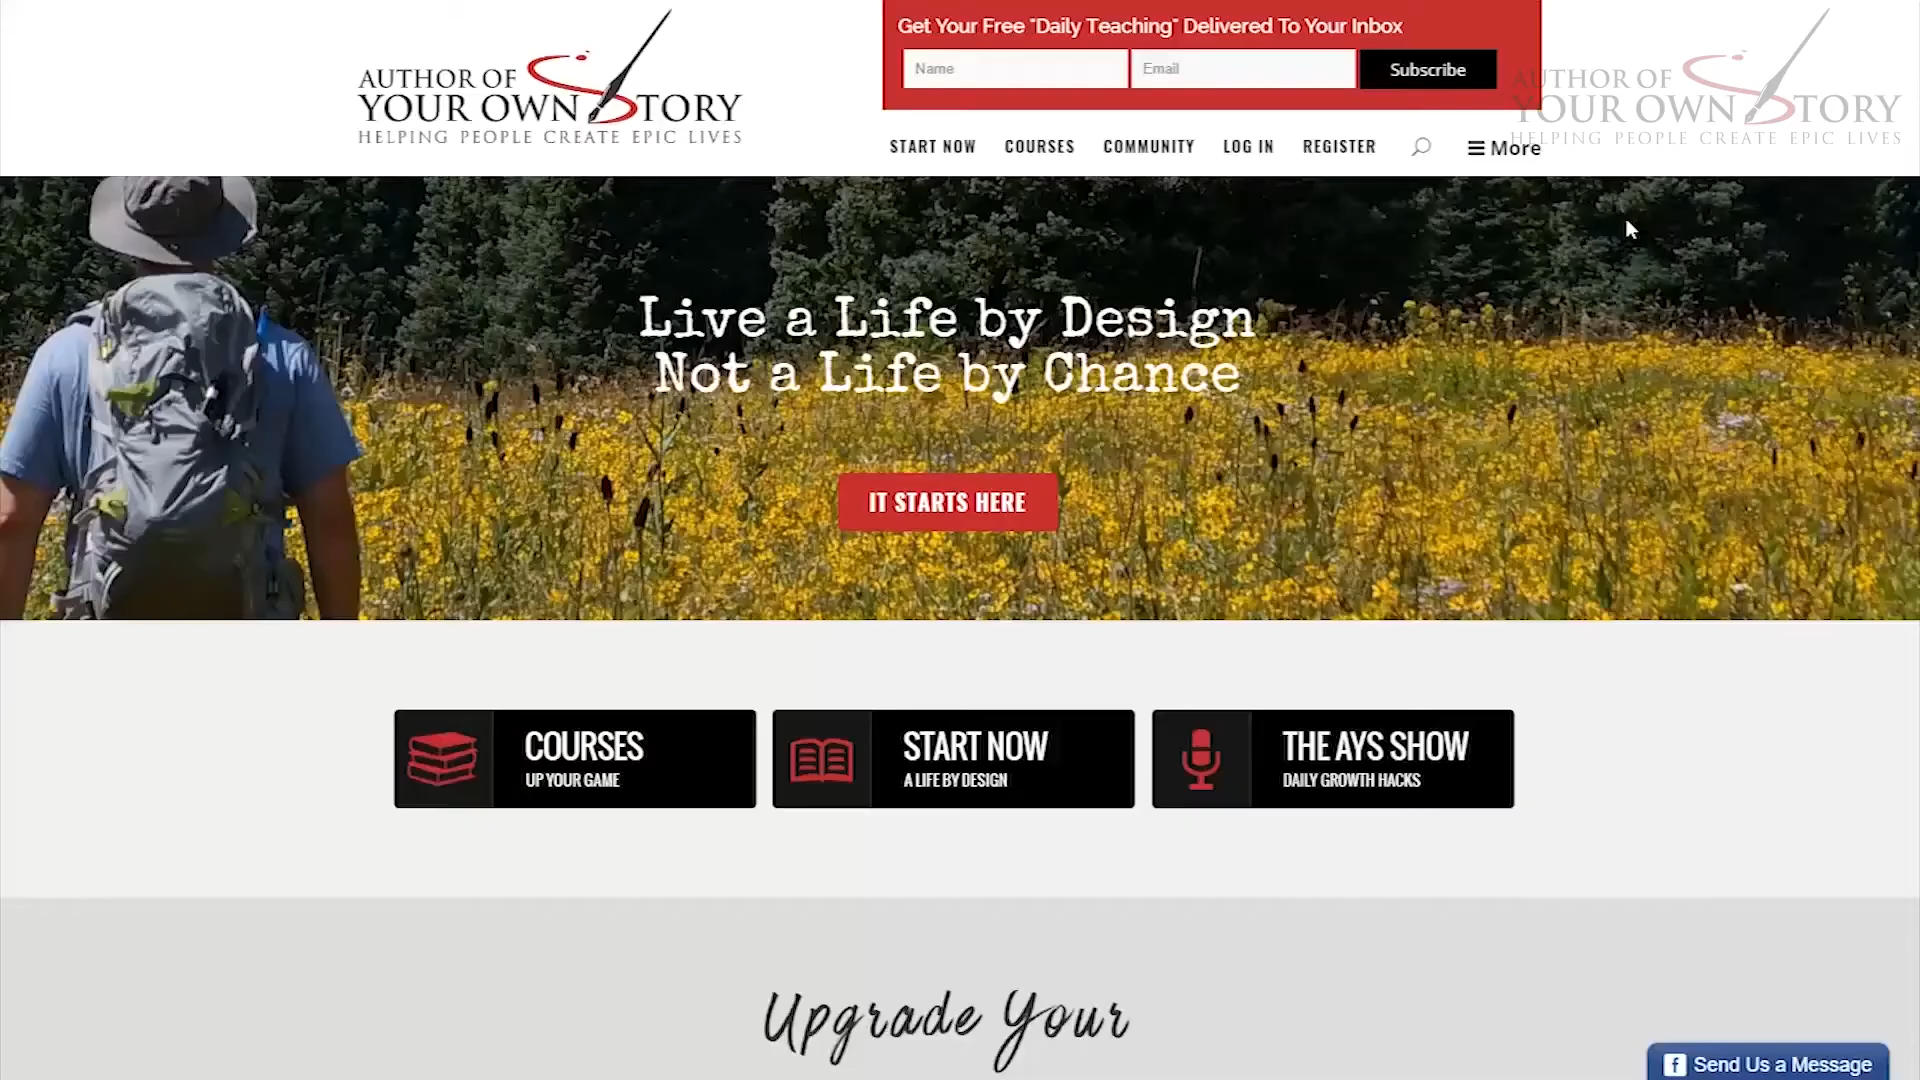 AUTHOR OF
YOUR OWN STORY
HELPING PEOPLE CREATE EPIC LIVES
Get Your Free "Daily Teaching" Delivered To Your Inbox
Name
Email
Subscribe
START NOW
COURSES
COMMUNITY
LOG IN
REGISTER
More
AUTHOR OF
YOUR OWN STORY
HELPING PEOPLE CREATE EPIC LIVES
Live a Life by Design
Not a Life by Chance
IT STARTS HERE
COURSES
UP YOUR GAME
START NOW
A LIFE BY DESIGN
THE AYS SHOW
DAILY GROWTH HACKS
Upgrade Your
Send Us a Message